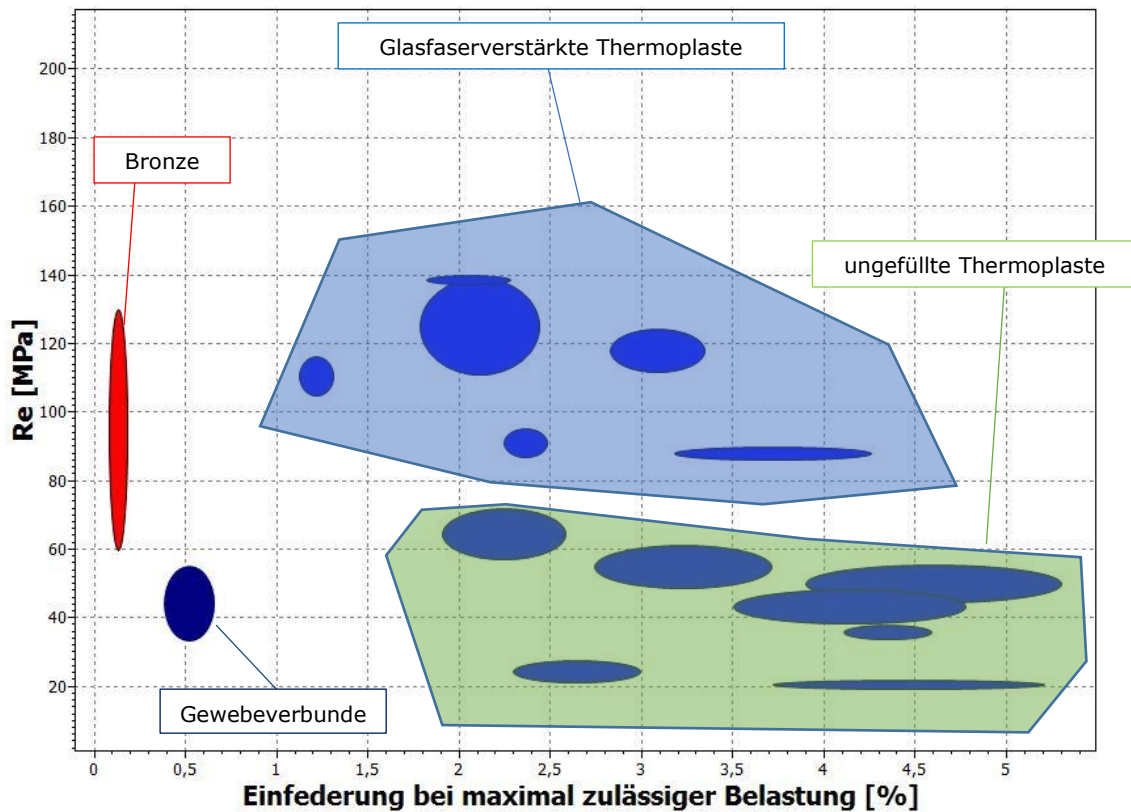 Glasfaserverstärkte Thermoplaste
Bronze
ungefüllte Thermoplaste
Gewebeverbunde
Re [MPa]
200
180
160
140
120
100
80
60
40
20
0 0,5 1 1,5 2 2,5 3 3,5 4 4,5 5
Einfederung bei maximal zulässiger Belastung [%]